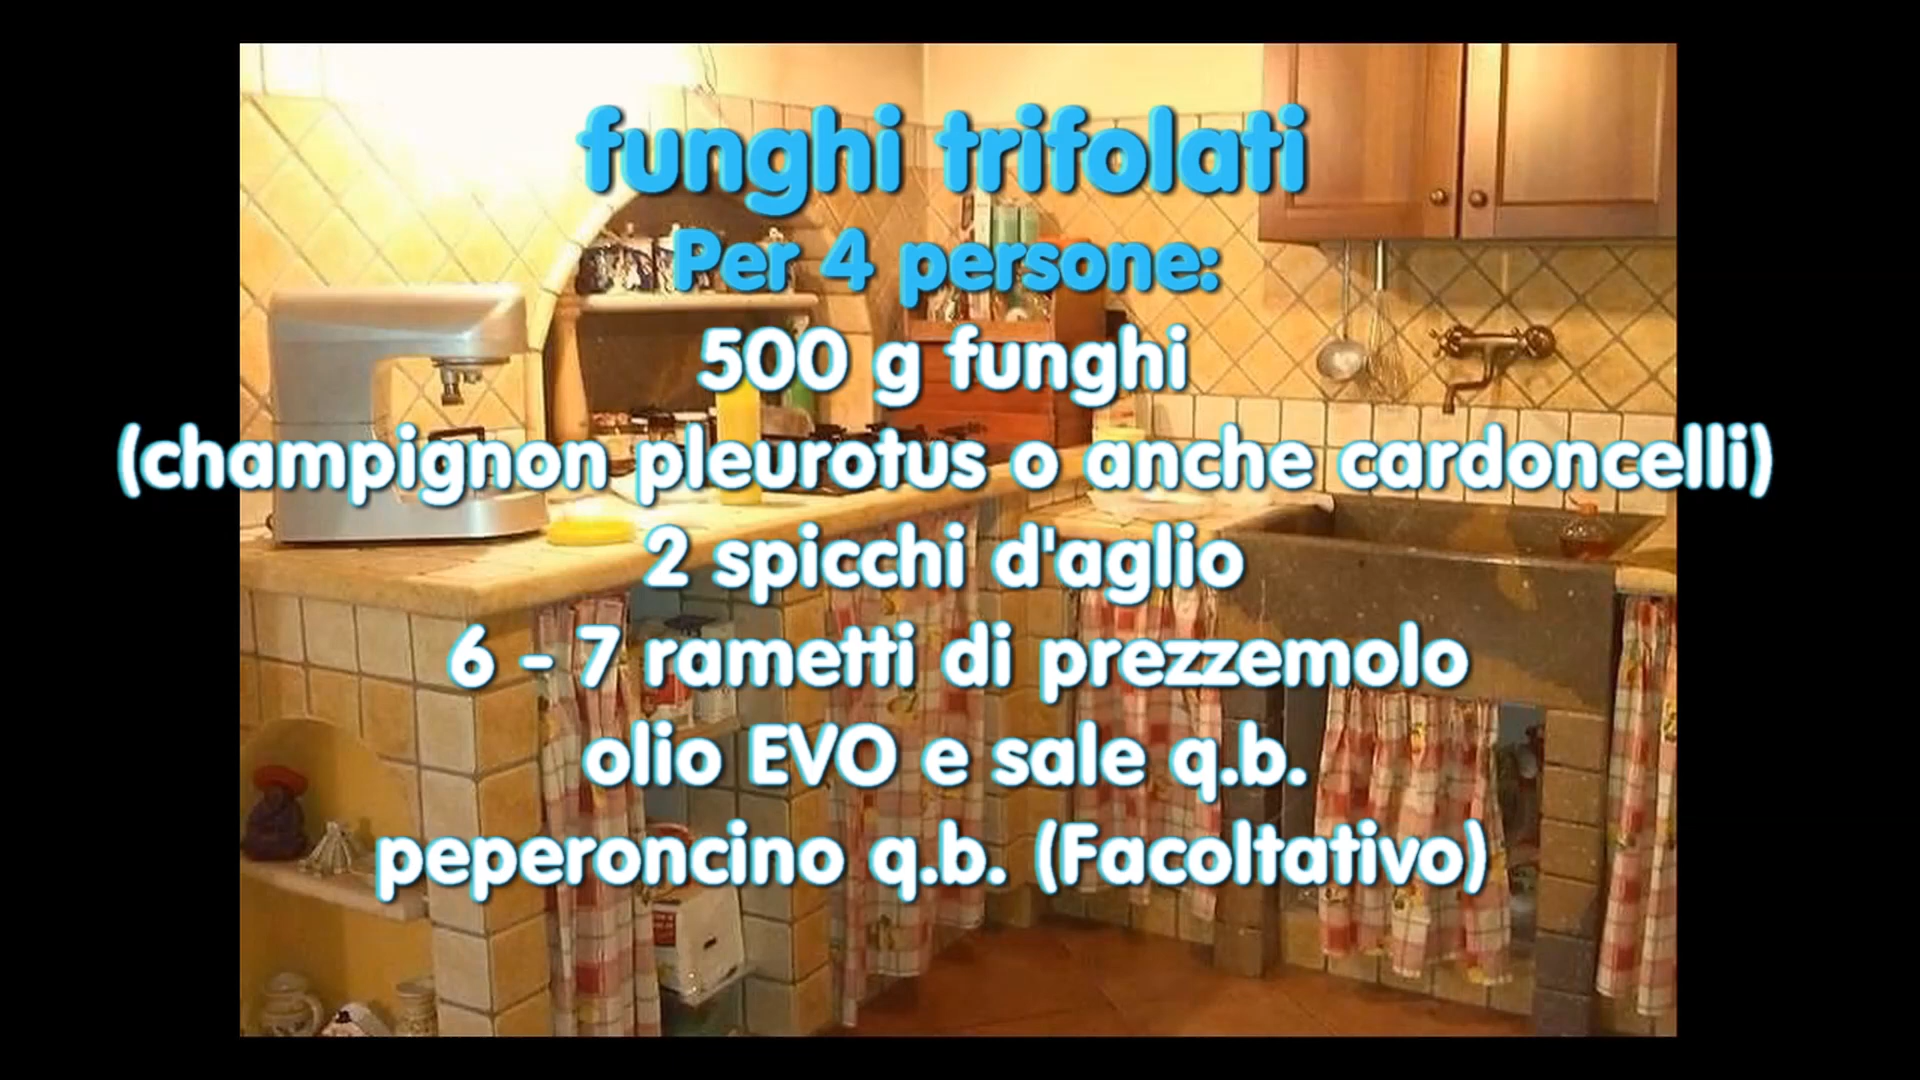 funghi trifolati
Per 4 persone:
500 g funghi
(champignon pleurotus o anche cardoncelli)
2 spicchi d'aglio
6 - 7 rametti di prezzemolo
olio EVO e sale q.b.
peperoncino q.b. (Facoltativo)